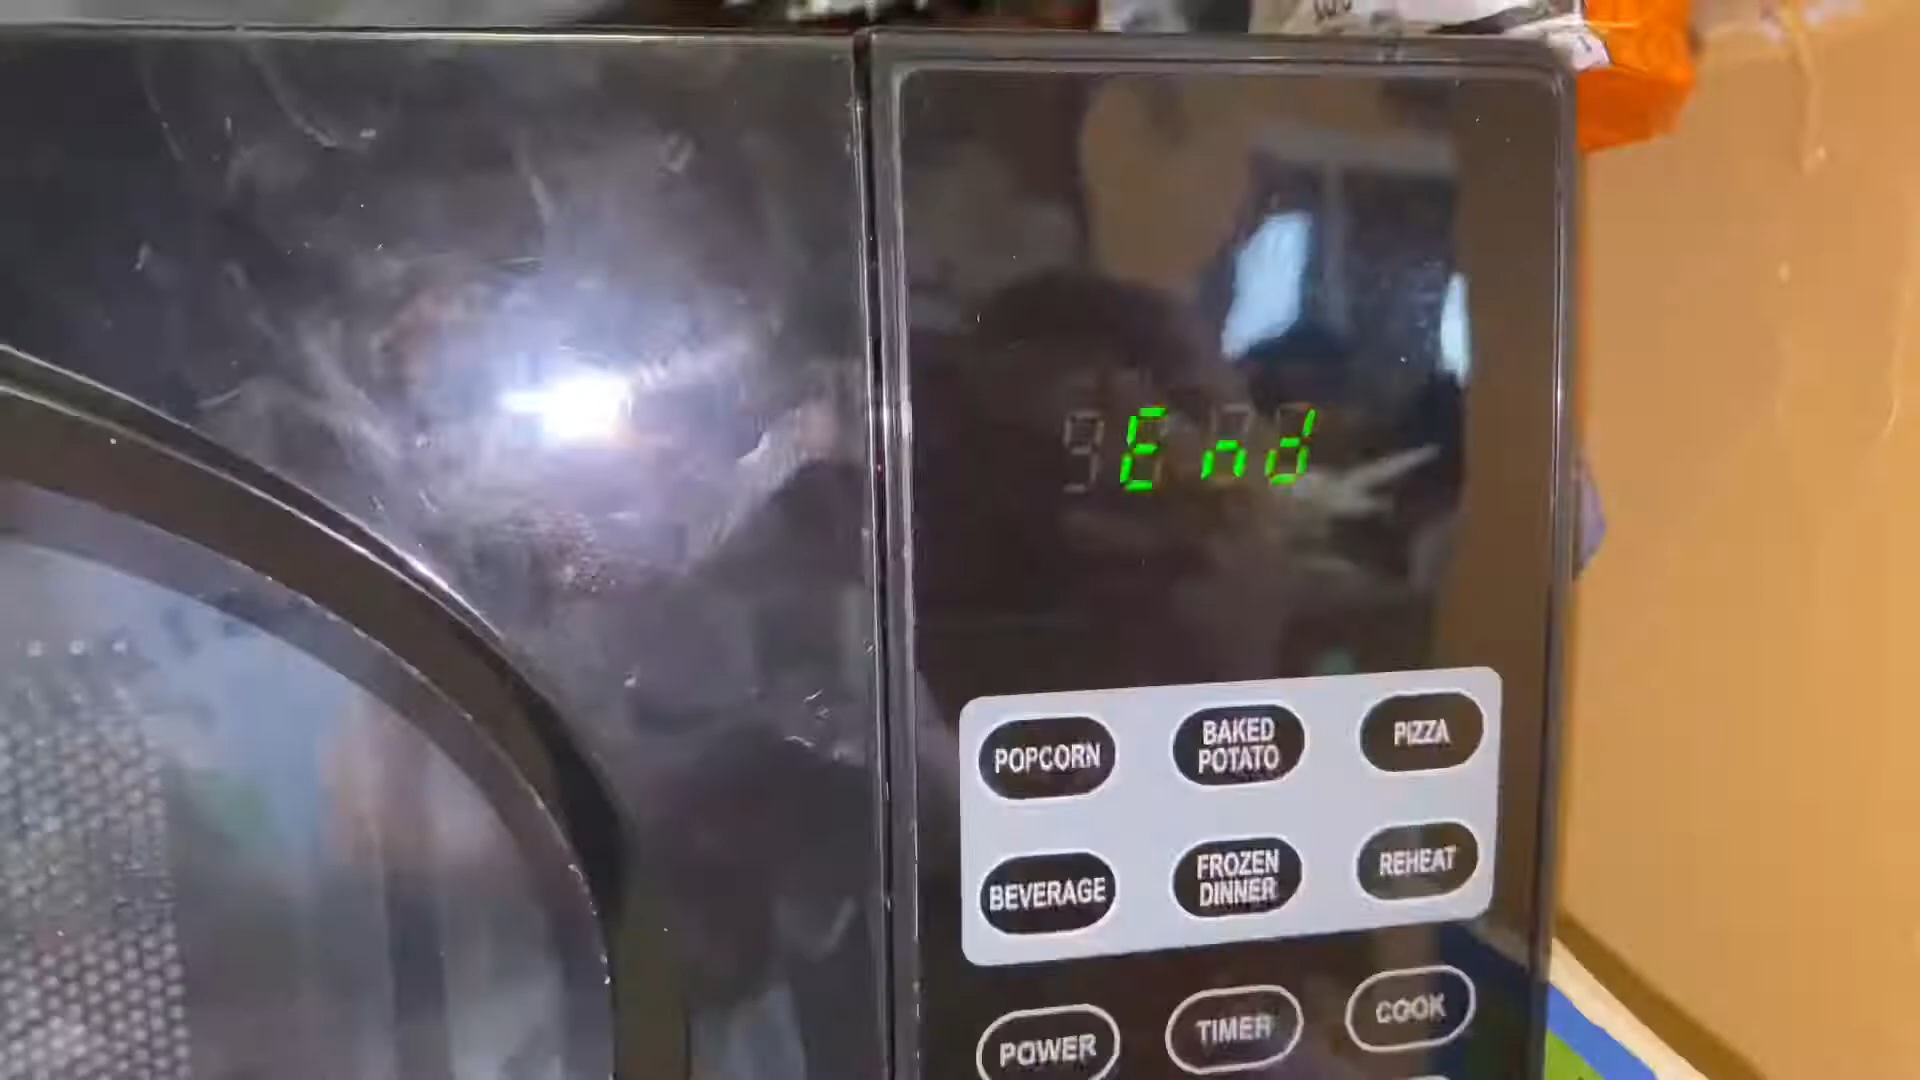 End
POPCORN
BAKED
POTATO
PIZZA
BEVERAGE
FROZEN
DINNER
REHEAT
POWER
TIMER
COOK